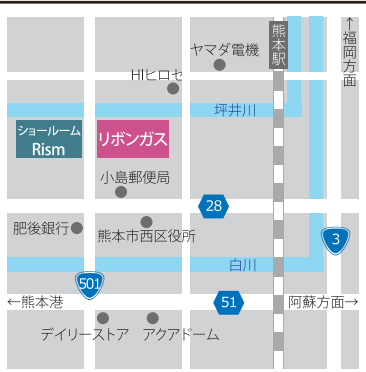 ↑福岡方面
熊本駅
ヤマダ電機
HIヒロセ
坪井川
ショールーム
Rism
リボンガス
小島郵便局
28
肥後銀行
熊本市西区役所
3
白川
501
←熊本港
51
阿蘇方面→
デイリーストア
アクアドーム